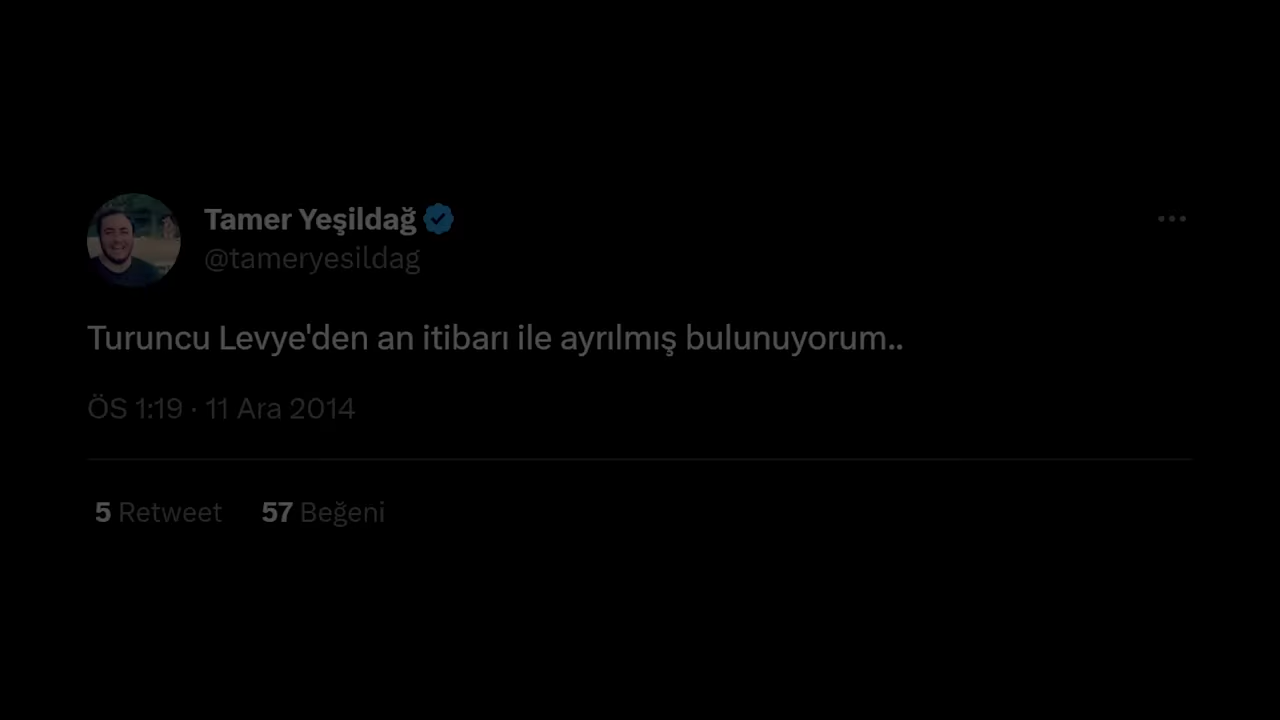 Tamer Yeşildağ
@tameryesildag
Turuncu Levye'den an itibarı ile ayrılmış bulunuyorum..
ÖS 1:19 · 11 Ara 2014
5 Retweet 57 Beğeni